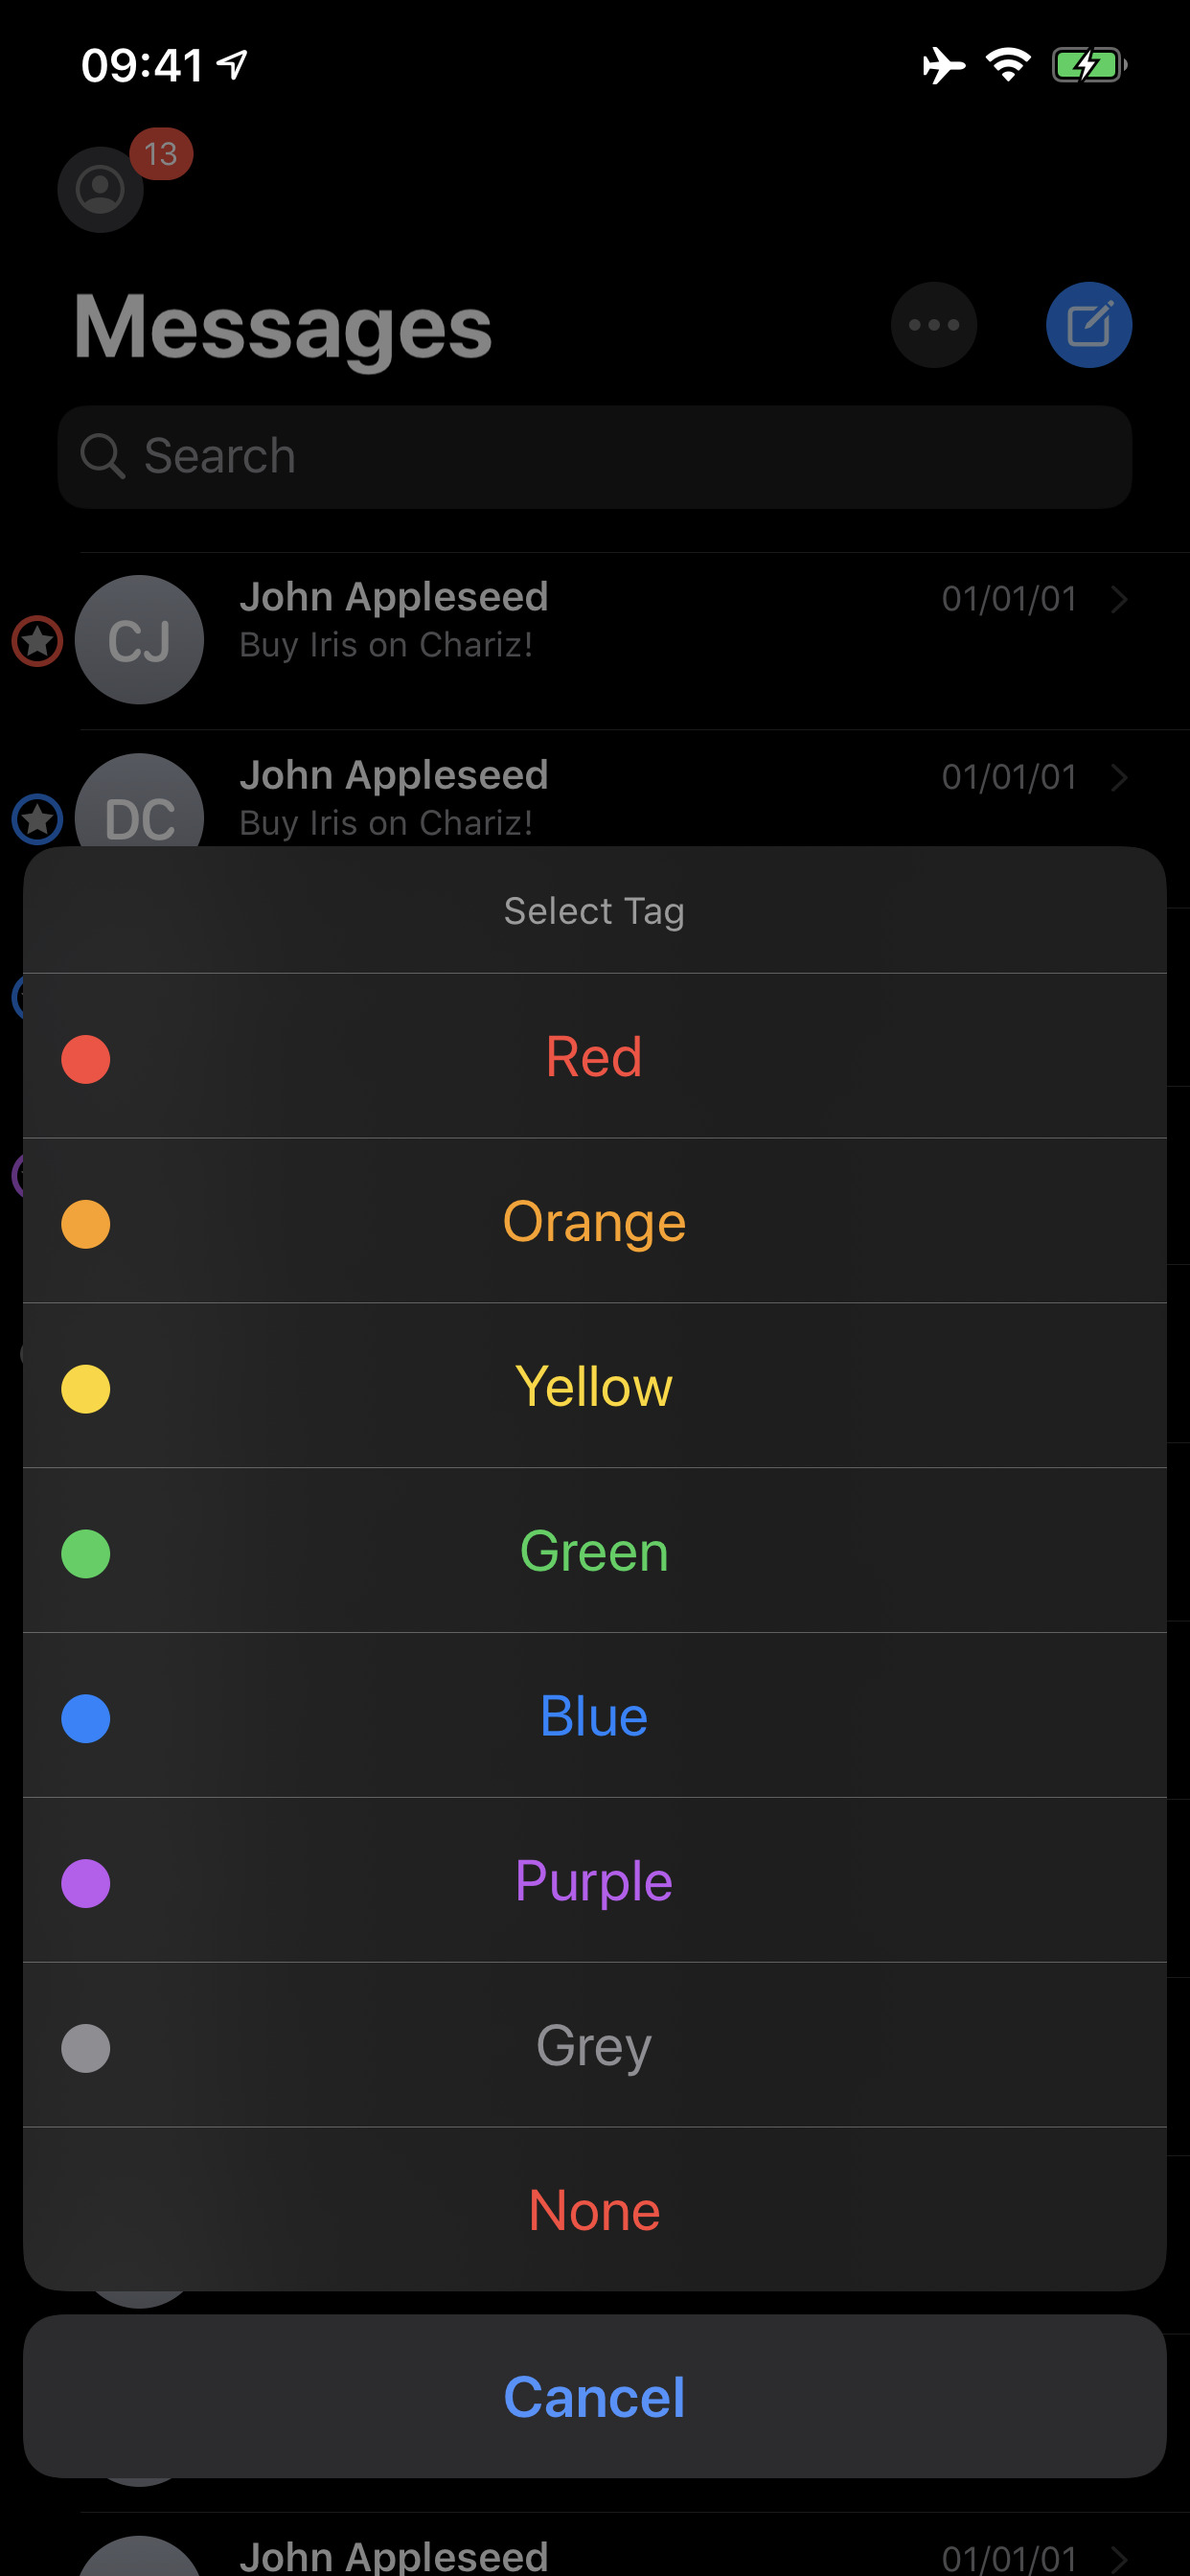 09:41
13
Messages
Search
John Appleseed 01/01/01
CJ
Buy Iris on Chariz!
John Appleseed 01/01/01
DC
Buy Iris on Chariz!
Select Tag
Red
Orange
Yellow
Green
Blue
Purple
Grey
None
Cancel
John Appleseed 01/01/01